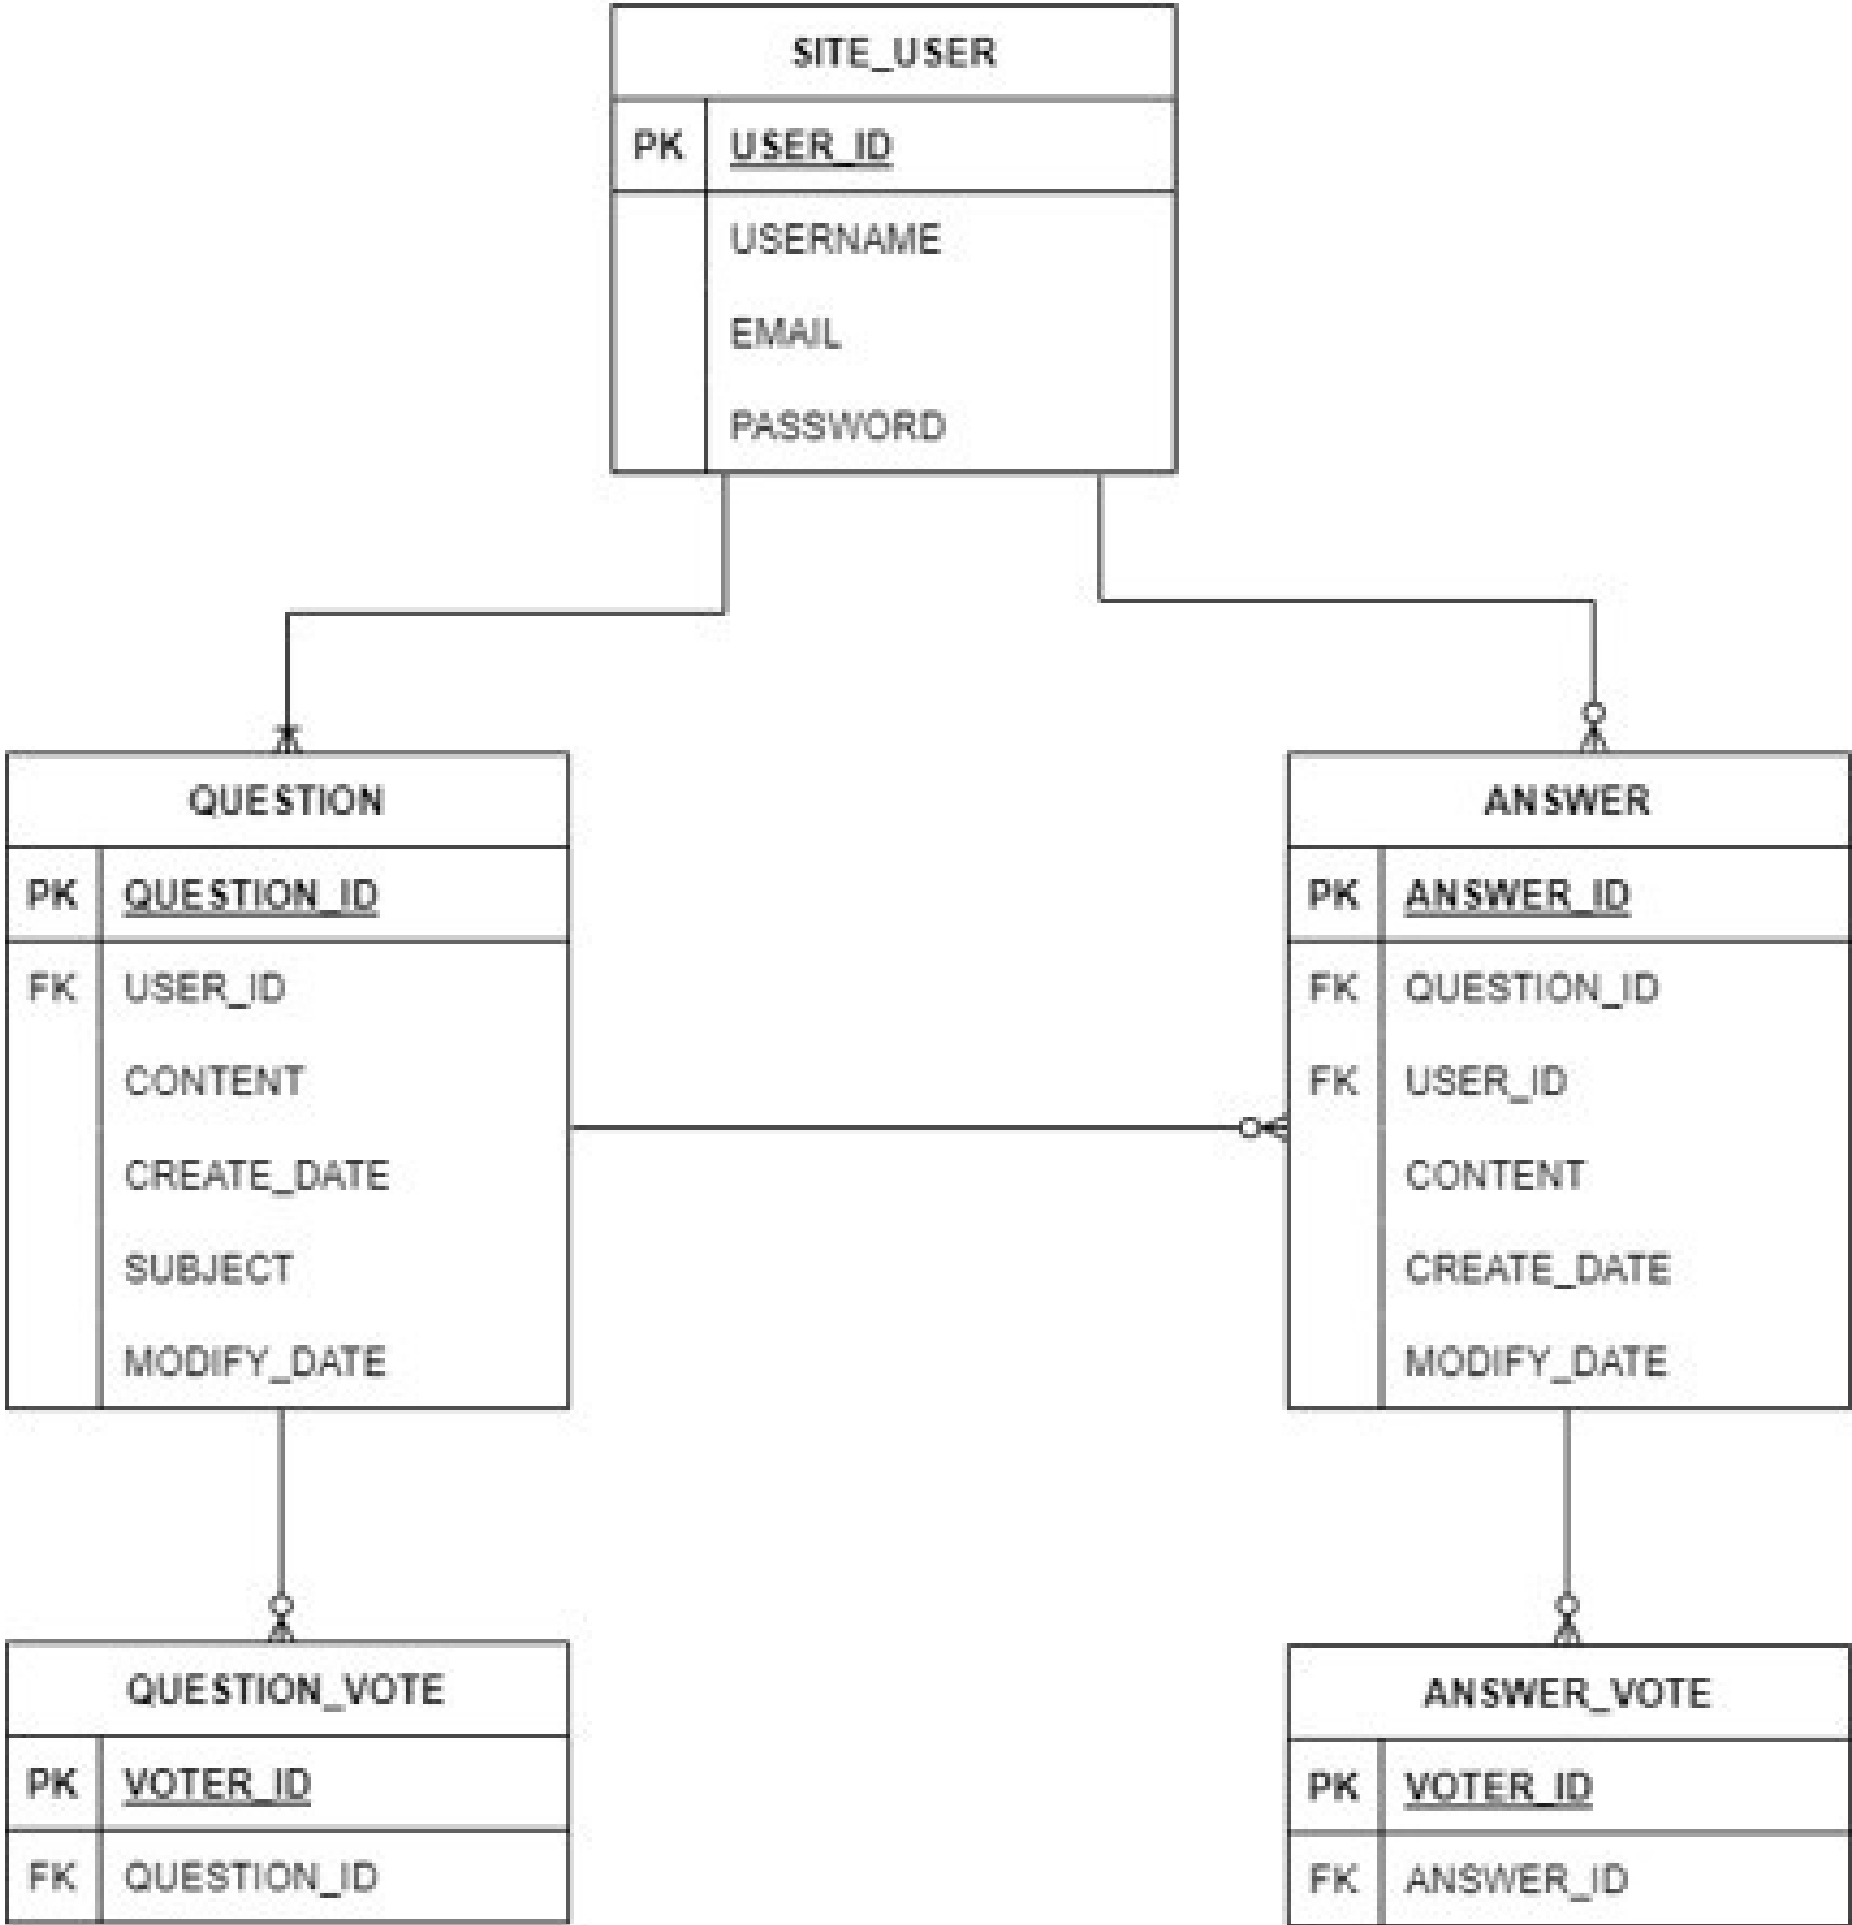 SITE_USER
PK USER_ID
USERNAME
EMAIL
PASSWORD
QUESTION
PK QUESTION_ID
FK USER_ID
CONTENT
CREATE_DATE
SUBJECT
MODIFY_DATE
ANSWER
PK ANSWER_ID
FK QUESTION_ID
FK USER_ID
CONTENT
CREATE_DATE
MODIFY_DATE
QUESTION_VOTE
PK VOTER_ID
FK QUESTION_ID
ANSWER_VOTE
PK VOTER_ID
FK ANSWER_ID